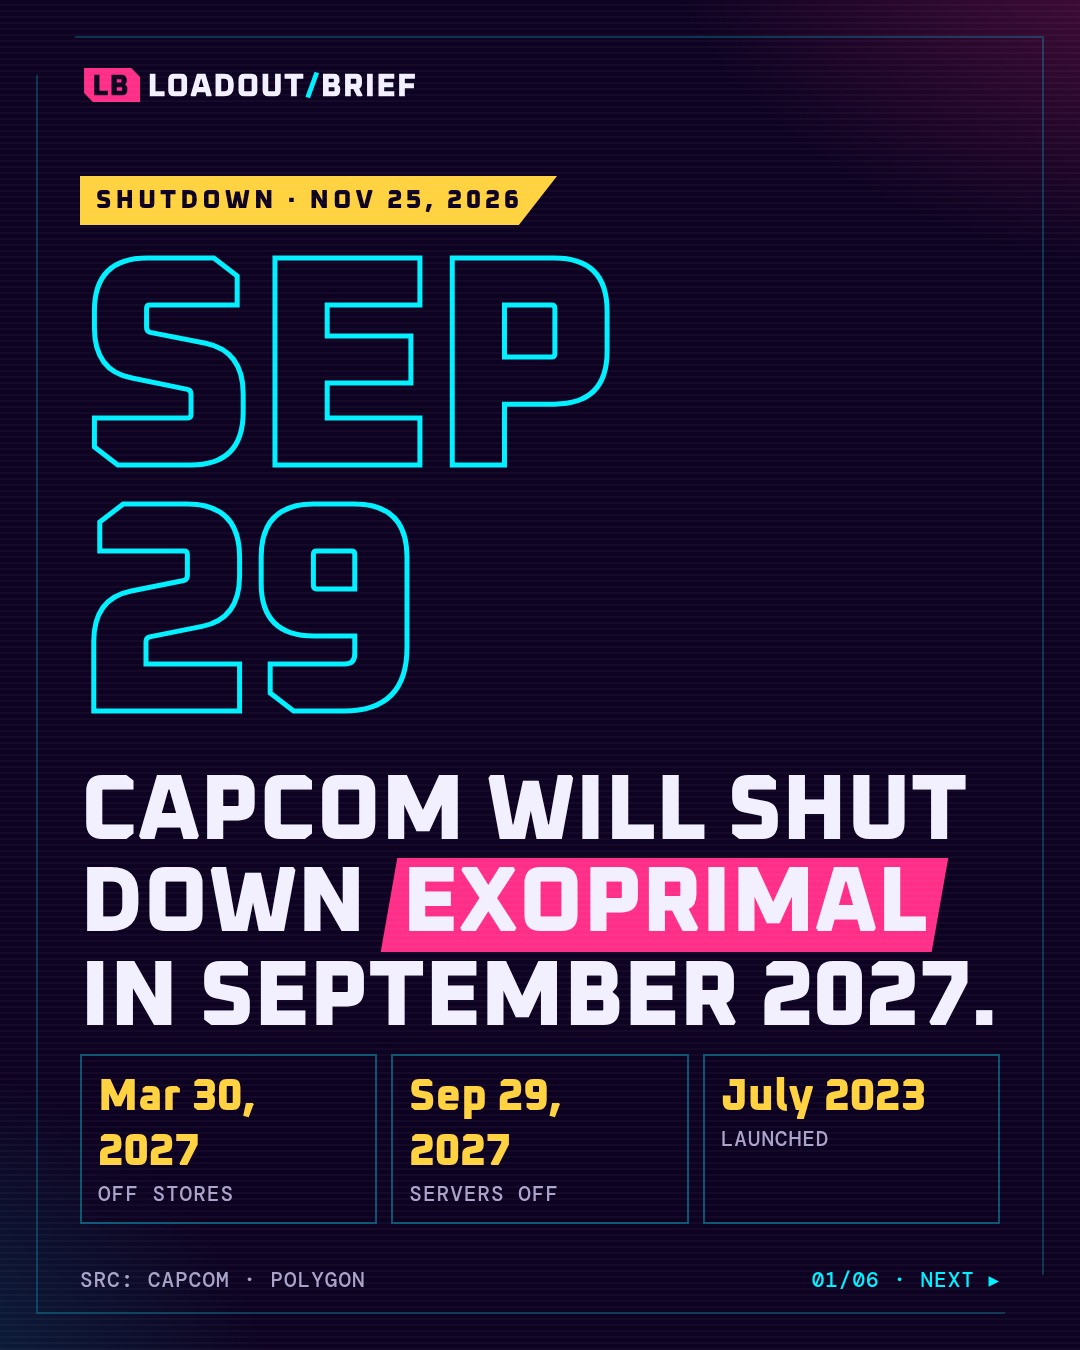 LB LOADOUT/BRIEF
SHUTDOWN · NOV 25, 2026
SEP
29
CAPCOM WILL SHUT
DOWN EXOPRIMAL
IN SEPTEMBER 2027.
Mar 30,
2027
OFF STORES
Sep 29,
2027
SERVERS OFF
July 2023
LAUNCHED
SRC: CAPCOM · POLYGON
01/06 · NEXT ▶